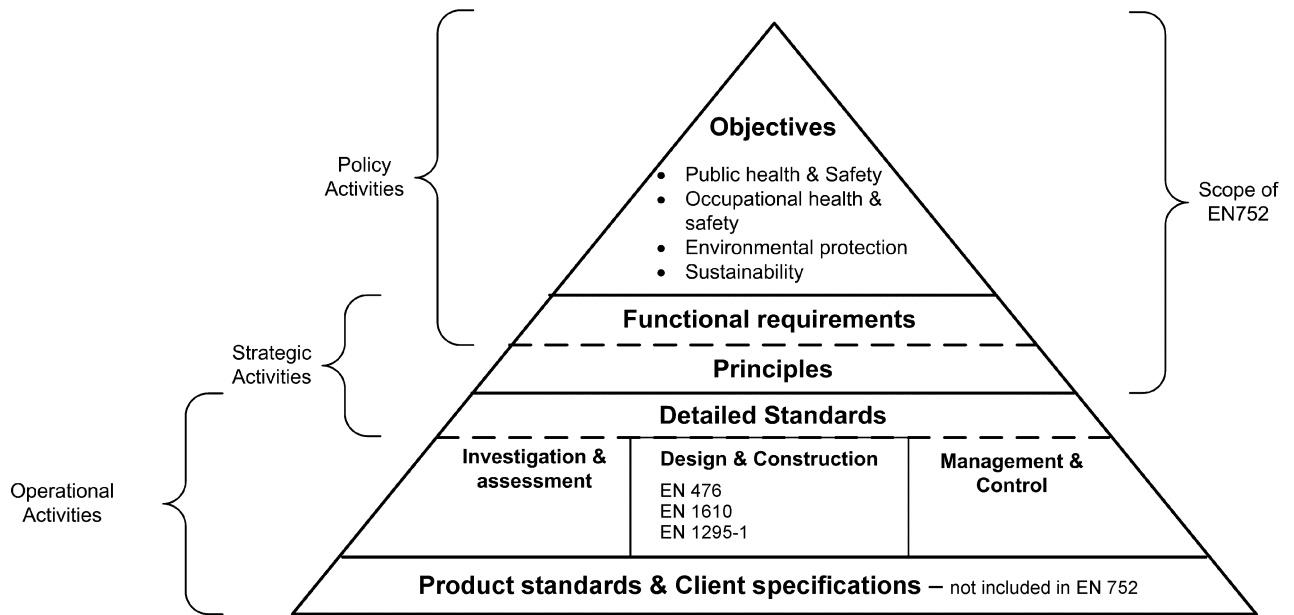 Objectives
• Public health & Safety
• Occupational health &
safety
• Environmental protection
• Sustainability
Policy
Activities
Scope of
EN752
Functional requirements
Strategic
Activities
Principles
Detailed Standards
Investigation &
assessment
Design & Construction
EN 476
EN 1610
EN 1295-1
Management &
Control
Operational
Activities
Product standards & Client specifications – not included in EN 752